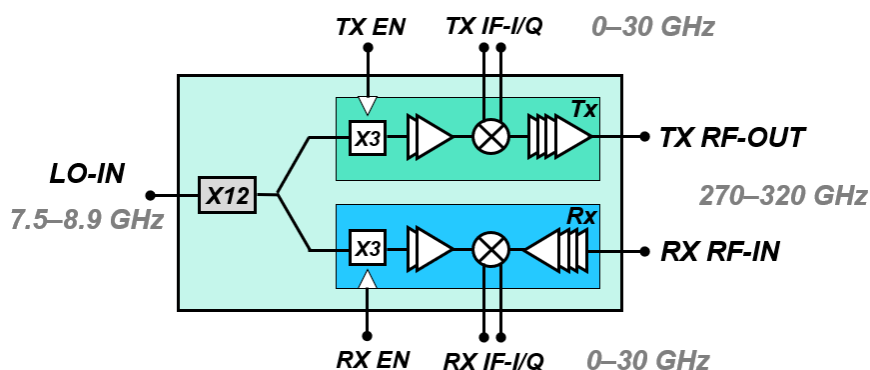 TX EN TX IF-I/Q 0–30 GHz
Tx
X3
TX RF-OUT
LO-IN
X12
7.5–8.9 GHz
270–320 GHz
Rx
X3
RX RF-IN
RX EN RX IF-I/Q 0–30 GHz